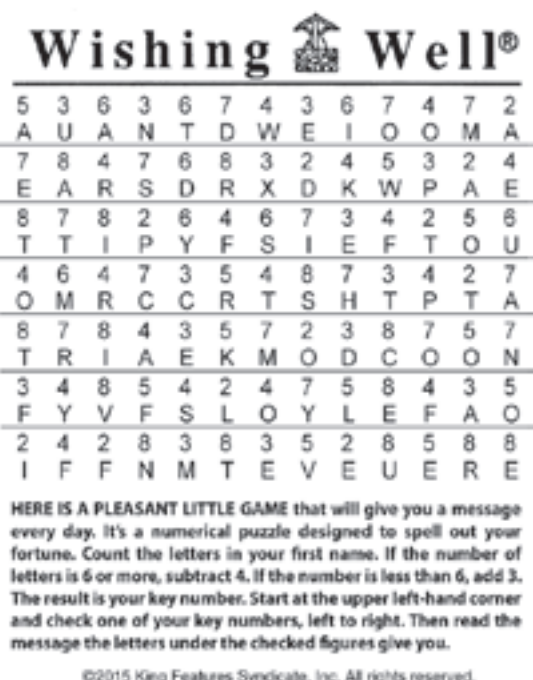 Wishing Well®
5 3 6 3 6 7 4 3 6 7 4 7 2
A U A N T D W E I O O M A
7 8 4 7 6 8 3 2 4 5 3 2 4
E A R S D R X D K W P A E
8 7 8 2 6 4 6 7 3 4 2 5 6
T T I P Y F S I E F T O U
4 6 4 7 3 5 4 8 7 3 4 2 7
O M R C C R T S H T P T A
8 7 8 4 3 5 7 2 3 8 7 5 7
T R I A E K M O D C O O N
3 4 8 5 4 2 4 7 5 8 4 3 5
F Y V F S L O Y L E F A O
2 4 2 8 3 8 3 5 2 8 5 8 8
I F F N M T E V E U E R E
HERE IS A PLEASANT LITTLE GAME that will give you a message
every day. It's a numerical puzzle designed to spell out your
fortune. Count the letters in your first name. If the number of
letters is 6 or more, subtract 4. If the number is less than 6, add 3.
The result is your key number. Start at the upper left-hand corner
and check one of your key numbers, left to right. Then read the
message the letters under the checked figures give you.
©2015 King Features Syndicate, Inc. All rights reserved.